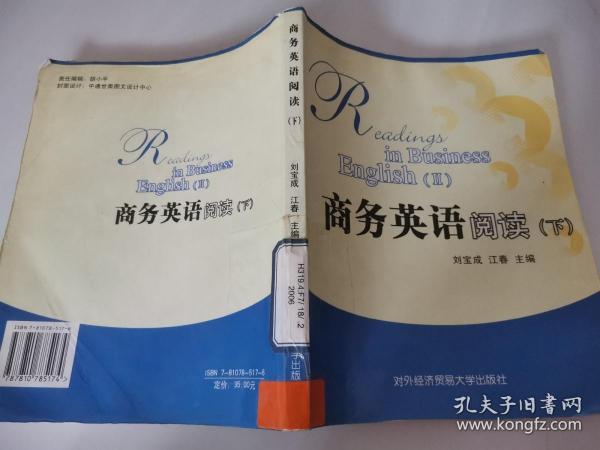 责任编辑：胡小平
封面设计：中通世奥图文设计中心
Readings
in Business
English (II)
商务英语阅读(下)
ISBN 7-81078-517-6
787810 785174
ISBN 7-81078-517-6
定价：35.00元
商务英语阅读
(下)
刘宝成 江春 主编
H319.4:F7/18/.2
2006
学出版
Readings
in Business
English (II)
商务英语阅读(下)
刘宝成 江春 主编
对外经济贸易大学出版社
孔夫子旧书网
www.kongfz.com